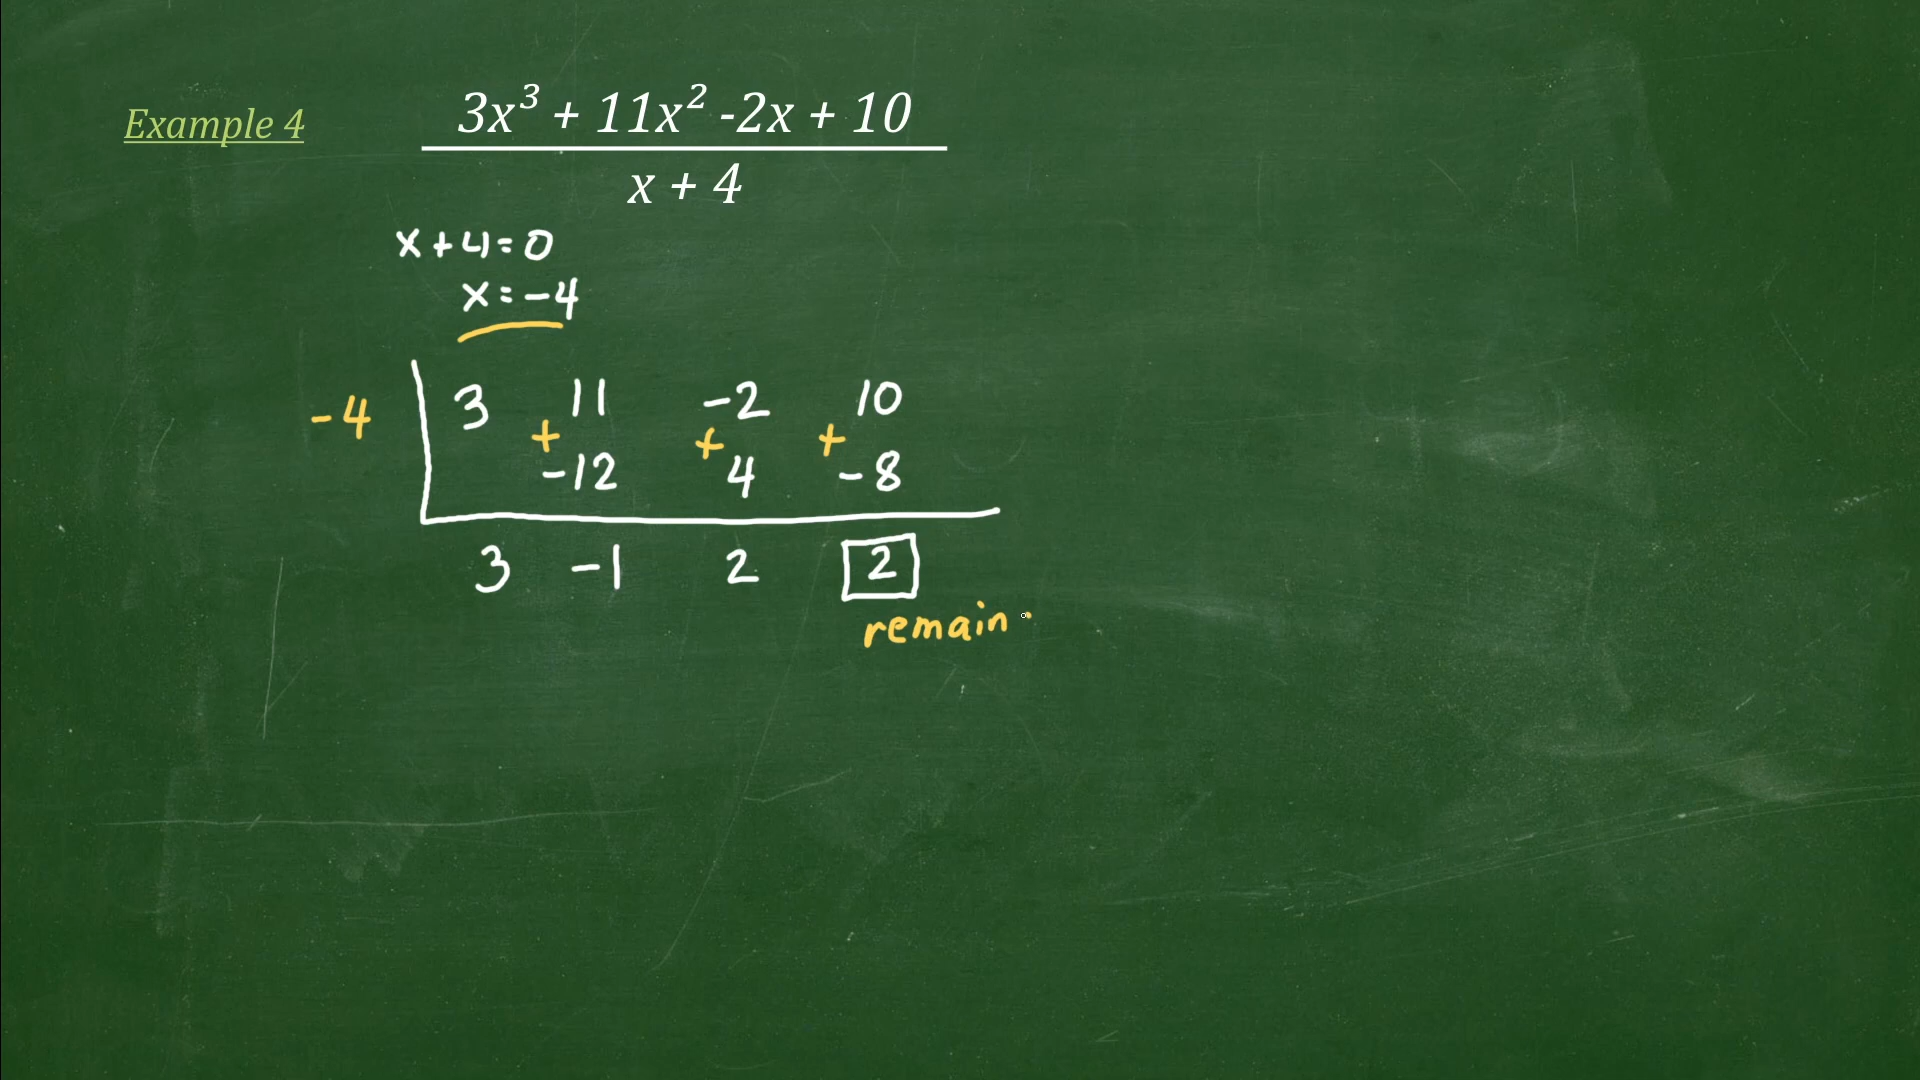 Example 4
3x³ + 11x² -2x + 10
x + 4
x+4=0
x=-4
-4 3 11 -2 10
+ + +
-12 4 -8
3 -1 2 2
remain